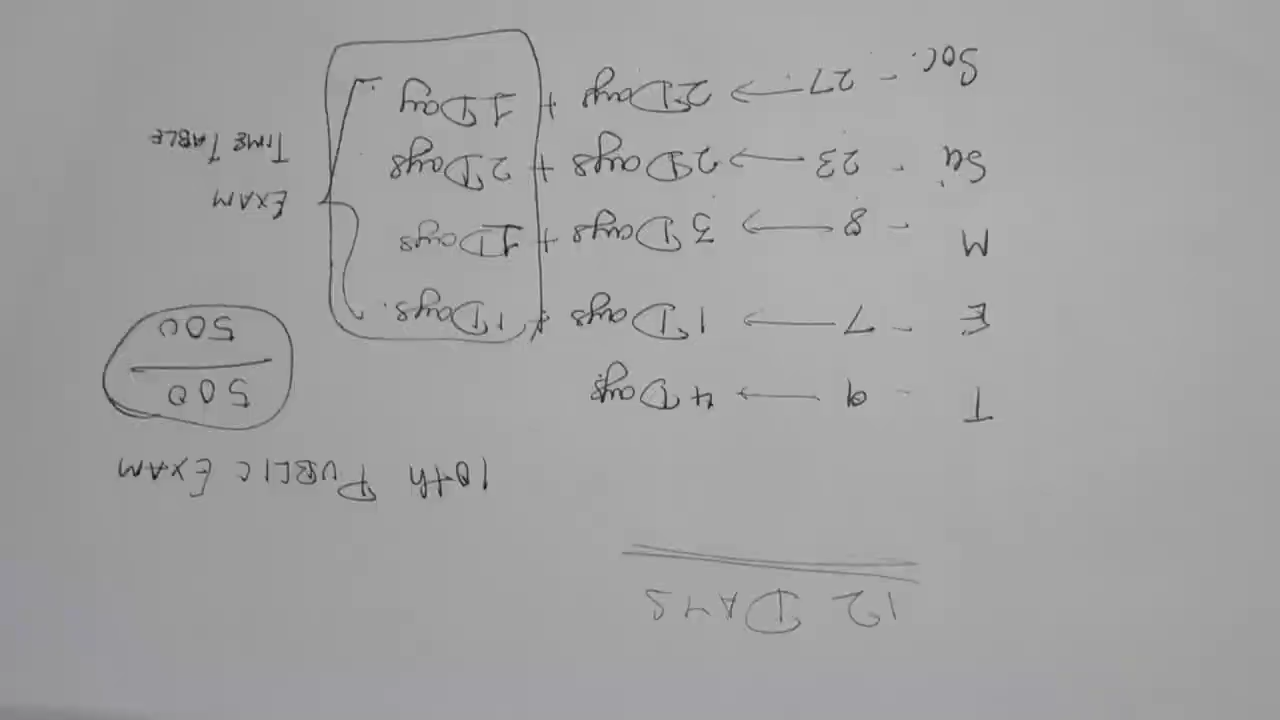 12 DAYS
10th PUBLIC EXAM
T - 9 → 4 Days
500
500
E - 7 → 1 Days + 1 Days.
M - 8 → 3 Days + 1 Days
EXAM
TIME TABLE
Sci - 23 → 2 Days + 2 Days
Soc. - 27 → 2 Days + 1 Day